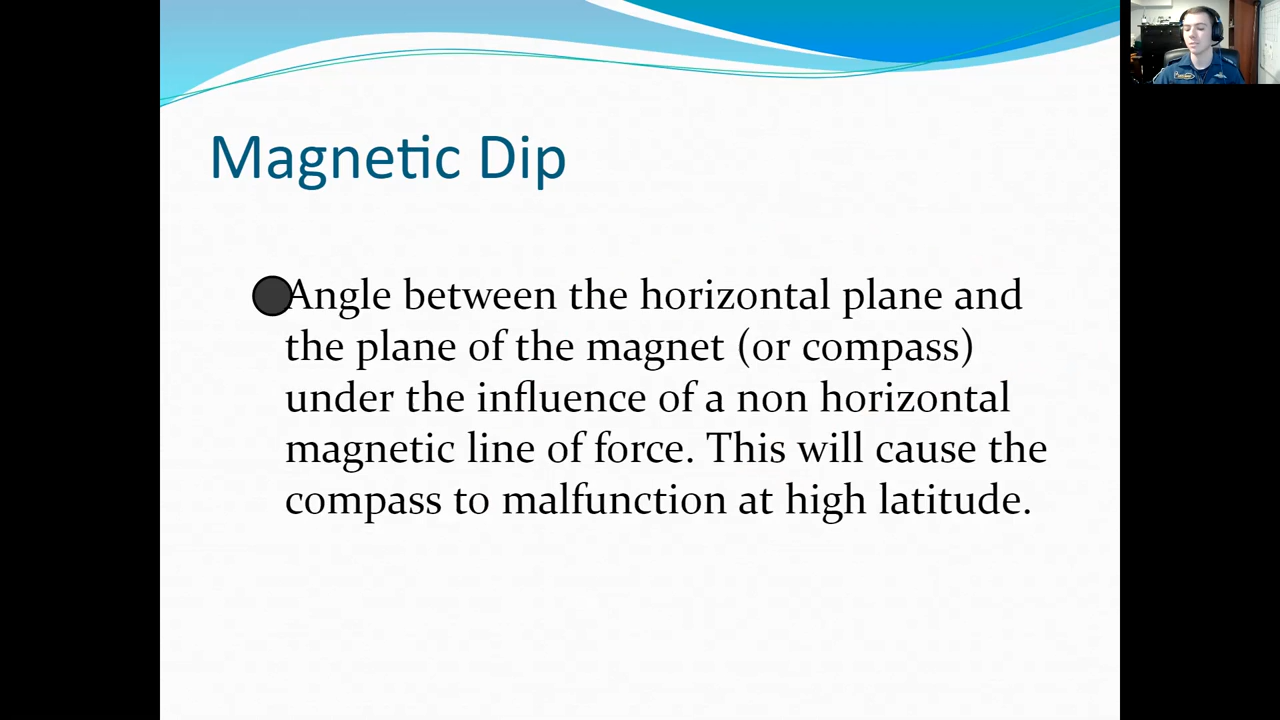 Magnetic Dip
Angle between the horizontal plane and
the plane of the magnet (or compass)
under the influence of a non horizontal
magnetic line of force. This will cause the
compass to malfunction at high latitude.